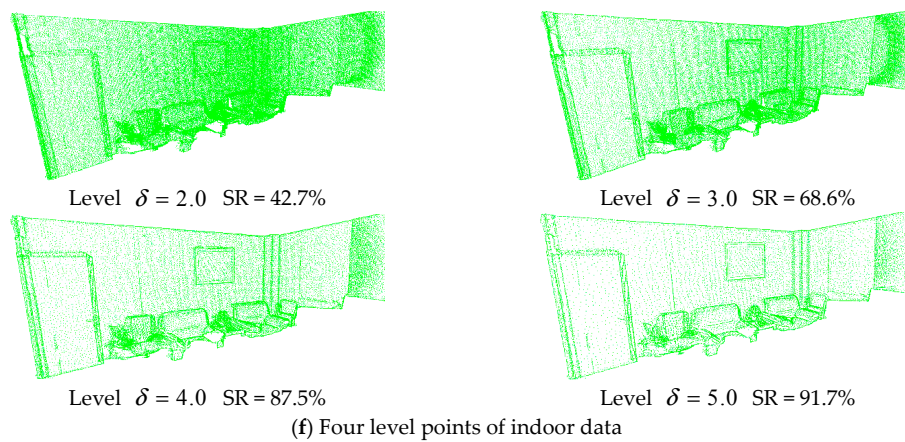 Level δ = 2.0 SR = 42.7%
Level δ = 3.0 SR = 68.6%
Level δ = 4.0 SR = 87.5%
Level δ = 5.0 SR = 91.7%
(f) Four level points of indoor data